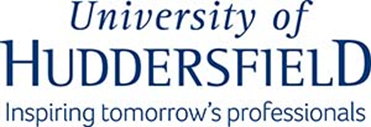 University of
HUDDERSFIELD
Inspiring tomorrow's professionals